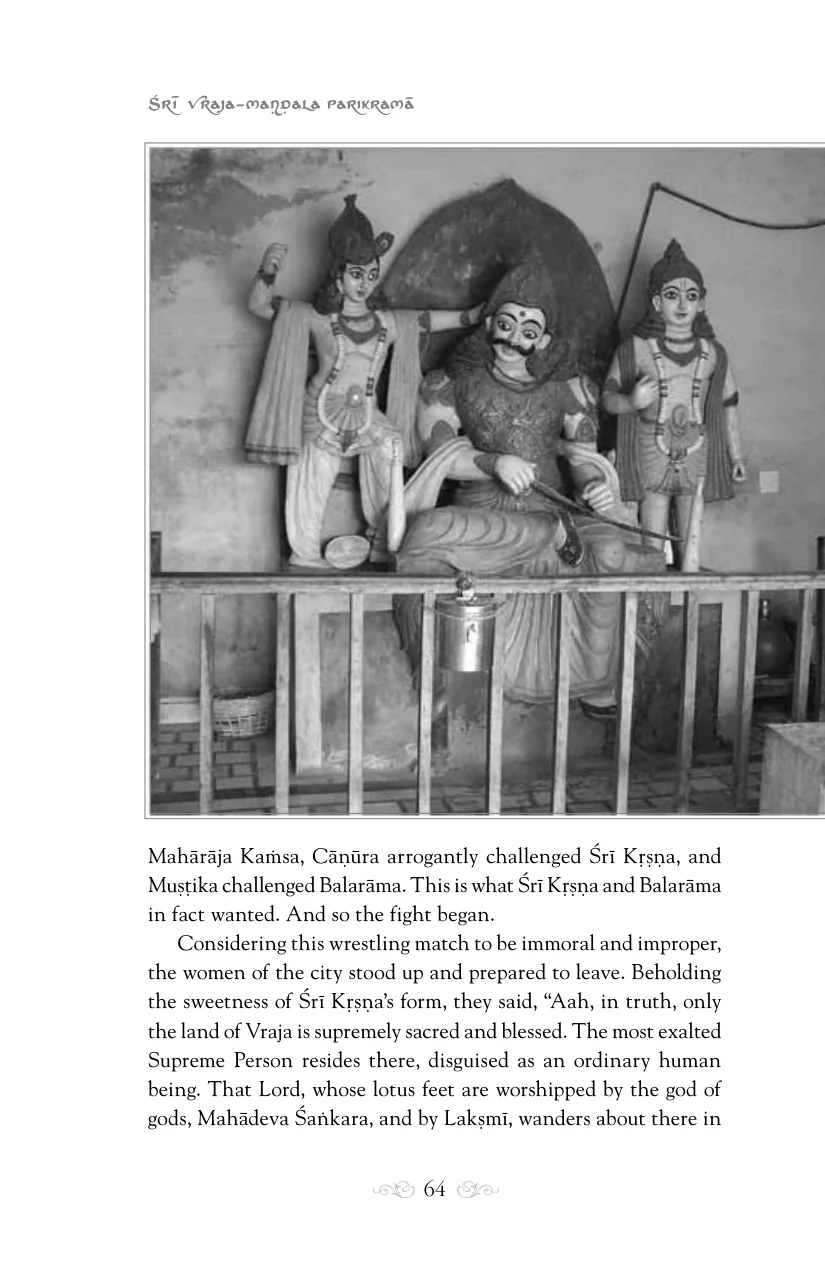 Śrī Vraja-maṇḍala Parikramā
Mahārāja Kaṁsa, Cāṇūra arrogantly challenged Śrī Kṛṣṇa, and
Muṣṭika challenged Balarāma. This is what Śrī Kṛṣṇa and Balarāma
in fact wanted. And so the fight began.
Considering this wrestling match to be immoral and improper,
the women of the city stood up and prepared to leave. Beholding
the sweetness of Śrī Kṛṣṇa’s form, they said, “Aah, in truth, only
the land of Vraja is supremely sacred and blessed. The most exalted
Supreme Person resides there, disguised as an ordinary human
being. That Lord, whose lotus feet are worshipped by the god of
gods, Mahādeva Śaṅkara, and by Lakṣmī, wanders about there in
64